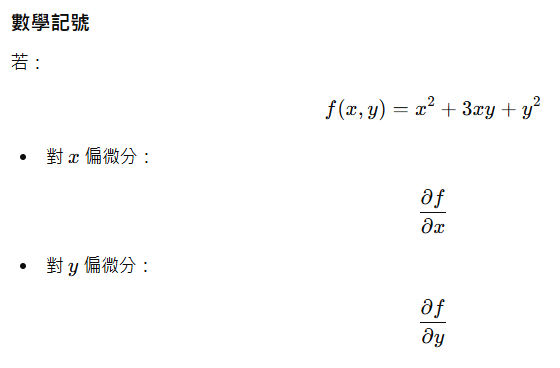 數學記號
若：
f(x, y) = x² + 3xy + y²
• 對 x 偏微分：
∂f/∂x
• 對 y 偏微分：
∂f/∂y